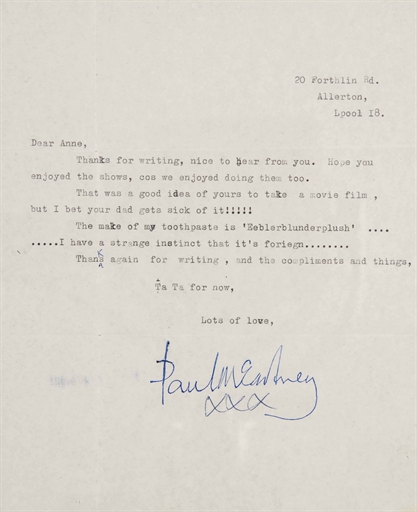 20 Forthlin Rd.
Allerton,
Lpool 18.
Dear Anne,
Thanks for writing, nice to hear from you. Hope you
enjoyed the shows, cos we enjoyed doing them too.
That was a good idea of yours to take a movie film ,
but I bet your dad gets sick of it!!!!!
The make of my toothpaste is 'Eeblerblunderplush' ....
.....I have a strange instinct that it's foriegn........
Thanks again for writing , and the compliments and things,
Ta Ta for now,
Lots of love,
Paul McCartney
xxx